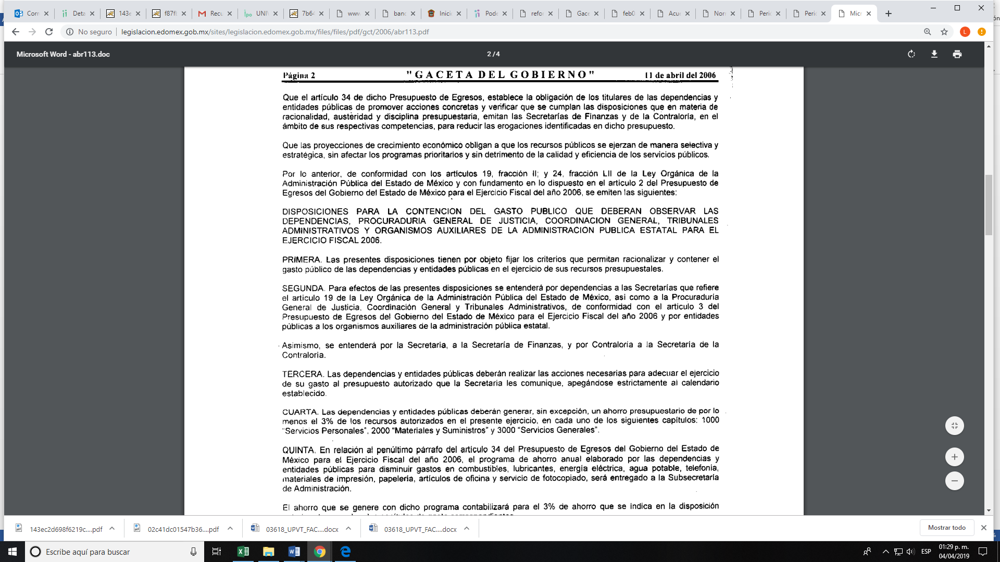 Corre
Deta
143e
f87fb
Recu
UNIV
7b64
www
banc
Inicio
Pode
refor
Gace
feb0
Acue
Norr
Peric
Peric
Micr
No seguro
legislacion.edomex.gob.mx/sites/legislacion.edomex.gob.mx/files/files/pdf/gct/2006/abr113.pdf
L
Microsoft Word - abr113.doc
2 / 4
Página 2
" G A C E T A D E L G O B I E R N O "
11 de abril del 2006
Que el artículo 34 de dicho Presupuesto de Egresos, establece la obligación de los titulares de las dependencias y
entidades públicas de promover acciones concretas y verificar que se cumplan las disposiciones que en materia de
racionalidad, austeridad y disciplina presupuestaria, emitan las Secretarías de Finanzas y de la Contraloría, en el
ámbito de sus respectivas competencias, para reducir las erogaciones identificadas en dicho presupuesto.
Que las proyecciones de crecimiento económico obligan a que los recursos públicos se ejerzan de manera selectiva y
estratégica, sin afectar los programas prioritarios y sin detrimento de la calidad y eficiencia de los servicios públicos.
Por lo anterior, de conformidad con los artículos 19, fracción II; y 24, fracción LII de la Ley Orgánica de la
Administración Pública del Estado de México y con fundamento en lo dispuesto en el artículo 2 del Presupuesto de
Egresos del Gobierno del Estado de México para el Ejercicio Fiscal del año 2006, se emiten las siguientes:
DISPOSICIONES PARA LA CONTENCION DEL GASTO PUBLICO QUE DEBERAN OBSERVAR LAS
DEPENDENCIAS, PROCURADURIA GENERAL DE JUSTICIA, COORDINACION GENERAL, TRIBUNALES
ADMINISTRATIVOS Y ORGANISMOS AUXILIARES DE LA ADMINISTRACION PUBLICA ESTATAL PARA EL
EJERCICIO FISCAL 2006.
PRIMERA. Las presentes disposiciones tienen por objeto fijar los criterios que permitan racionalizar y contener el
gasto público de las dependencias y entidades públicas en el ejercicio de sus recursos presupuestales.
SEGUNDA. Para efectos de las presentes disposiciones se entenderá por dependencias a las Secretarías que refiere
el artículo 19 de la Ley Orgánica de la Administración Pública del Estado de México, así como a la Procuraduría
General de Justicia, Coordinación General y Tribunales Administrativos, de conformidad con el artículo 3 del
Presupuesto de Egresos del Gobierno del Estado de México para el Ejercicio Fiscal del año 2006 y por entidades
públicas a los organismos auxiliares de la administración pública estatal.
Asimismo, se entenderá por la Secretaría, a la Secretaría de Finanzas, y por Contraloría a la Secretaría de la
Contraloría.
TERCERA. Las dependencias y entidades públicas deberán realizar las acciones necesarias para adecuar el ejercicio
de su gasto al presupuesto autorizado que la Secretaría les comunique, apegándose estrictamente al calendario
establecido.
CUARTA. Las dependencias y entidades públicas deberán generar, sin excepción, un ahorro presupuestario de por lo
menos el 3% de los recursos autorizados en el presente ejercicio, en cada uno de los siguientes capítulos: 1000
"Servicios Personales", 2000 "Materiales y Suministros" y 3000 "Servicios Generales".
QUINTA. En relación al penúltimo párrafo del artículo 34 del Presupuesto de Egresos del Gobierno del Estado de
México para el Ejercicio Fiscal del año 2006, el programa de ahorro anual elaborado por las dependencias y
entidades públicas para disminuir gastos en combustibles, lubricantes, energía eléctrica, agua potable, telefonía,
materiales de impresión, papelería, artículos de oficina y servicio de fotocopiado, será entregado a la Subsecretaría
de Administración.
El ahorro que se genere con dicho programa contabilizará para el 3% de ahorro que se indica en la disposición
143ec2d698f6219c....pdf
02c41dc01547b36....pdf
03618_UPVT_FAC....docx
03618_UPVT_FAC....docx
Mostrar todo
Escribe aquí para buscar
ESP
01:29 p. m.
04/04/2019